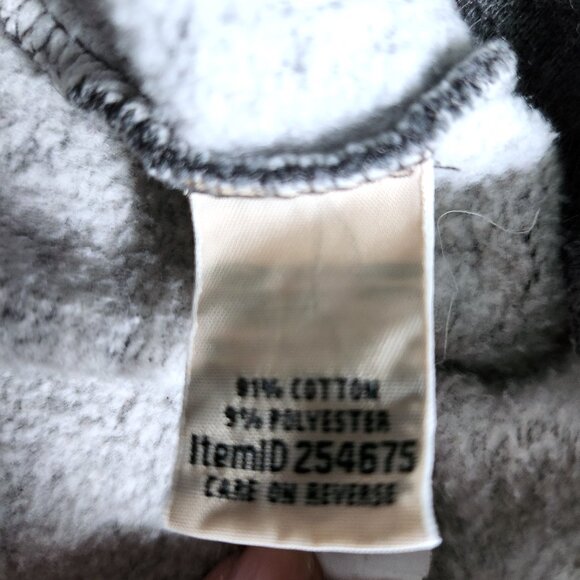 91% COTTON
9% POLYESTER
ItemID 254675
CARE ON REVERSE